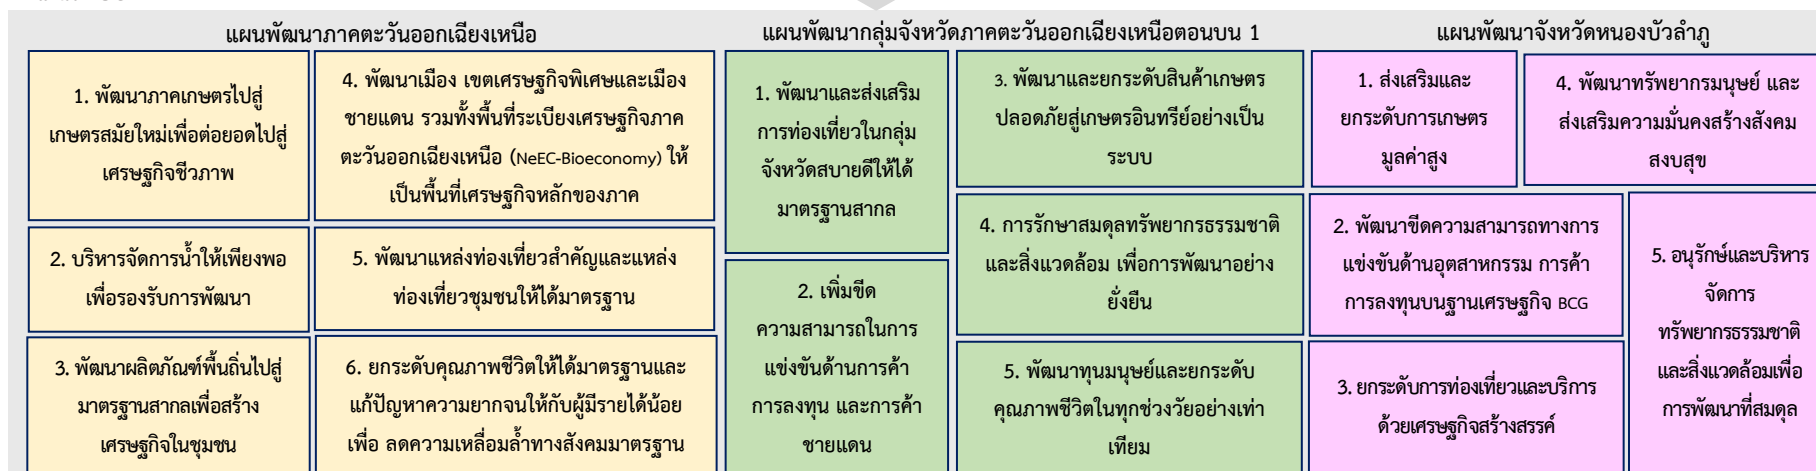 แผนพัฒนาภาคตะวันออกเฉียงเหนือ
1. พัฒนาภาคเกษตรไปสู่
เกษตรสมัยใหม่เพื่อต่อยอดไปสู่
เศรษฐกิจชีวภาพ
2. บริหารจัดการน้ำให้เพียงพอ
เพื่อรองรับการพัฒนา
3. พัฒนาผลิตภัณฑ์พื้นถิ่นไปสู่
มาตรฐานสากลเพื่อสร้าง
เศรษฐกิจในชุมชน
4. พัฒนาเมือง เขตเศรษฐกิจพิเศษและเมือง
ชายแดน รวมทั้งพื้นที่ระเบียงเศรษฐกิจภาค
ตะวันออกเฉียงเหนือ (NeEC-Bioeconomy) ให้
เป็นพื้นที่เศรษฐกิจหลักของภาค
5. พัฒนาแหล่งท่องเที่ยวสำคัญและแหล่ง
ท่องเที่ยวชุมชนให้ได้มาตรฐาน
6. ยกระดับคุณภาพชีวิตให้ได้มาตรฐานและ
แก้ปัญหาความยากจนให้กับผู้มีรายได้น้อย
เพื่อ ลดความเหลื่อมล้ำทางสังคมมาตรฐาน
แผนพัฒนากลุ่มจังหวัดภาคตะวันออกเฉียงเหนือตอนบน 1
1. พัฒนาและส่งเสริม
การท่องเที่ยวในกลุ่ม
จังหวัดสบายดีให้ได้
มาตรฐานสากล
2. เพิ่มขีด
ความสามารถในการ
แข่งขันด้านการค้า
การลงทุน และการค้า
ชายแดน
3. พัฒนาและยกระดับสินค้าเกษตร
ปลอดภัยสู่เกษตรอินทรีย์อย่างเป็น
ระบบ
4. การรักษาสมดุลทรัพยากรธรรมชาติ
และสิ่งแวดล้อม เพื่อการพัฒนาอย่าง
ยั่งยืน
5. พัฒนาทุนมนุษย์และยกระดับ
คุณภาพชีวิตในทุกช่วงวัยอย่างเท่า
เทียม
แผนพัฒนาจังหวัดหนองบัวลำภู
1. ส่งเสริมและ
ยกระดับการเกษตร
มูลค่าสูง
2. พัฒนาขีดความสามารถทางการ
แข่งขันด้านอุตสาหกรรม การค้า
การลงทุนบนฐานเศรษฐกิจ BCG
3. ยกระดับการท่องเที่ยวและบริการ
ด้วยเศรษฐกิจสร้างสรรค์
4. พัฒนาทรัพยากรมนุษย์ และ
ส่งเสริมความมั่นคงสร้างสังคม
สงบสุข
5. อนุรักษ์และบริหาร
จัดการ
ทรัพยากรธรรมชาติ
และสิ่งแวดล้อมเพื่อ
การพัฒนาที่สมดุล